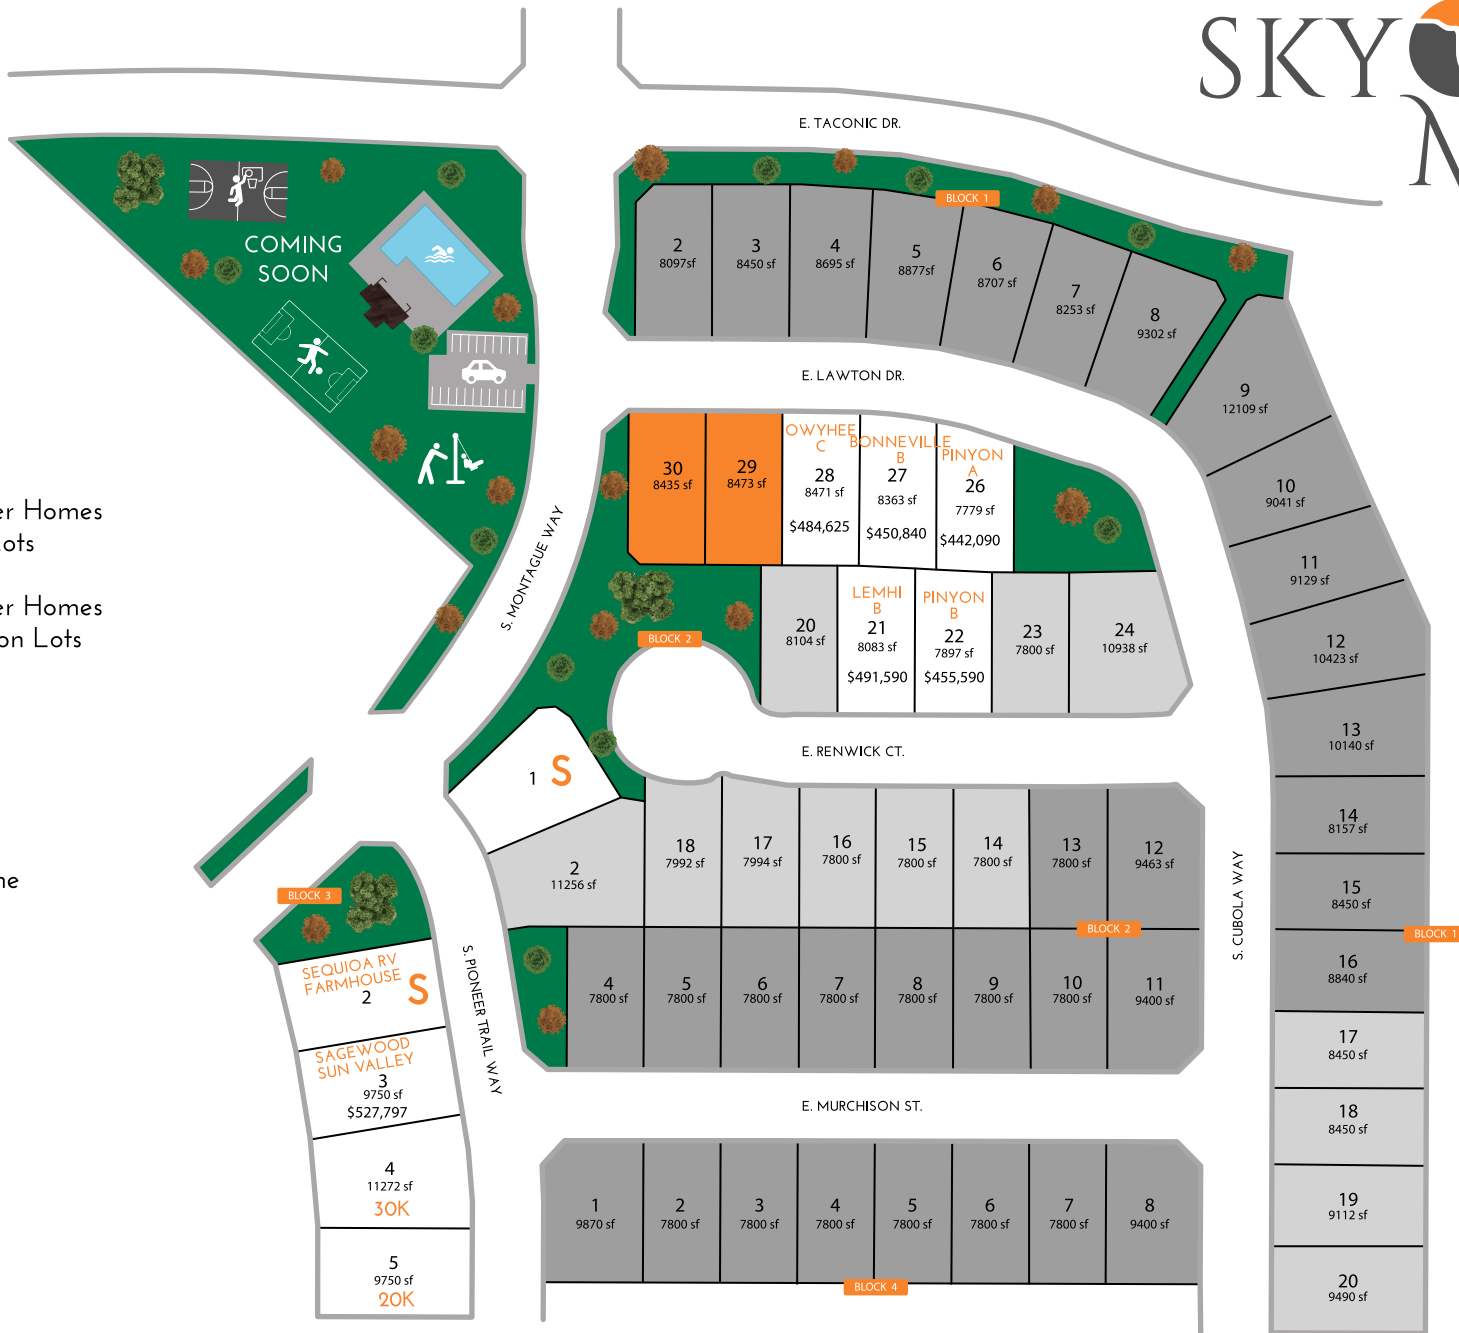 SKY
M
E. TACONIC DR.
BLOCK 1
COMING
SOON
2
8097 sf
3
8450 sf
4
8695 sf
5
8877sf
6
8707 sf
7
8253 sf
8
9302 sf
9
12109 sf
10
9041 sf
11
9129 sf
12
10423 sf
13
10140 sf
14
8157 sf
15
8450 sf
BLOCK 1
16
8840 sf
17
8450 sf
18
8450 sf
19
9112 sf
20
9490 sf
E. LAWTON DR.
30
8435 sf
29
8473 sf
OWYHEE
C
28
8471 sf
$484,625
BONNEVILLE
B
27
8363 sf
$450,840
PINYON
A
26
7779 sf
$442,090
er Homes
ots
er Homes
on Lots
ne
S. MONTAGUE WAY
BLOCK 2
20
8104 sf
LEMHI
B
21
8083 sf
$491,590
PINYON
B
22
7897 sf
$455,590
23
7800 sf
24
10938 sf
E. RENWICK CT.
1 S
2
11256 sf
18
7992 sf
17
7994 sf
16
7800 sf
15
7800 sf
14
7800 sf
13
7800 sf
12
9463 sf
BLOCK 2
S. CUBOLA WAY
4
7800 sf
5
7800 sf
6
7800 sf
7
7800 sf
8
7800 sf
9
7800 sf
10
7800 sf
11
9400 sf
BLOCK 3
SEQUIOA RV
FARMHOUSE
2 S
SAGEWOOD
SUN VALLEY
3
9750 sf
$527,797
4
11272 sf
30K
5
9750 sf
20K
S. PIONEER TRAIL WAY
E. MURCHISON ST.
1
9870 sf
2
7800 sf
3
7800 sf
4
7800 sf
5
7800 sf
6
7800 sf
7
7800 sf
8
9400 sf
BLOCK 4